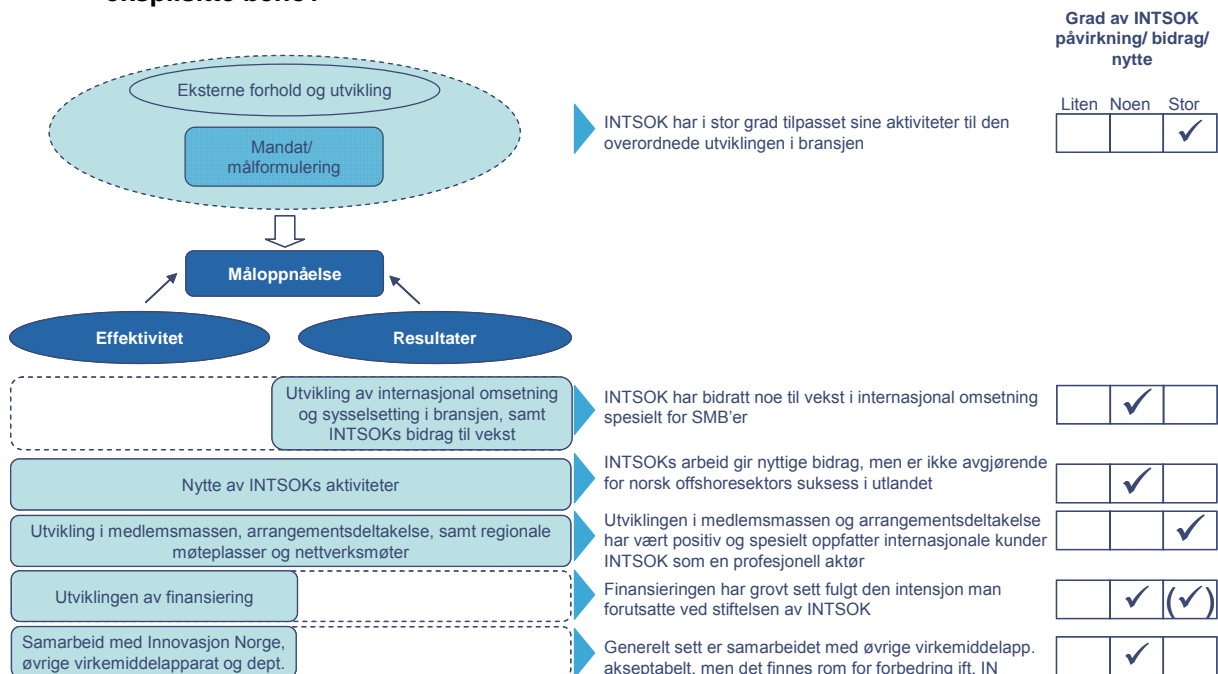 Grad av INTSOK
påvirkning/ bidrag/
nytte
Liten Noen Stor
Eksterne forhold og utvikling
Mandat/
målformulering
INTSOK har i stor grad tilpasset sine aktiviteter til den
overordnede utviklingen i bransjen
✓
Måloppnåelse
Effektivitet
Resultater
Utvikling av internasjonal omsetning
og sysselsetting i bransjen, samt
INTSOKs bidrag til vekst
INTSOK har bidratt noe til vekst i internasjonal omsetning
spesielt for SMB'er
✓
Nytte av INTSOKs aktiviteter
INTSOKs arbeid gir nyttige bidrag, men er ikke avgjørende
for norsk offshoresektors suksess i utlandet
✓
Utvikling i medlemsmassen, arrangementsdeltakelse, samt regionale
møteplasser og nettverksmøter
Utviklingen i medlemsmassen og arrangementsdeltakelse
har vært positiv og spesielt oppfatter internasjonale kunder
INTSOK som en profesjonell aktør
✓
Utviklingen av finansiering
Finansieringen har grovt sett fulgt den intensjon man
forutsatte ved stiftelsen av INTSOK
✓ (✓)
Samarbeid med Innovasjon Norge,
øvrige virkemiddelapparat og dept.
Generelt sett er samarbeidet med øvrige virkemiddelapp.
akseptabelt, men det finnes rom for forbedring ift. IN
✓